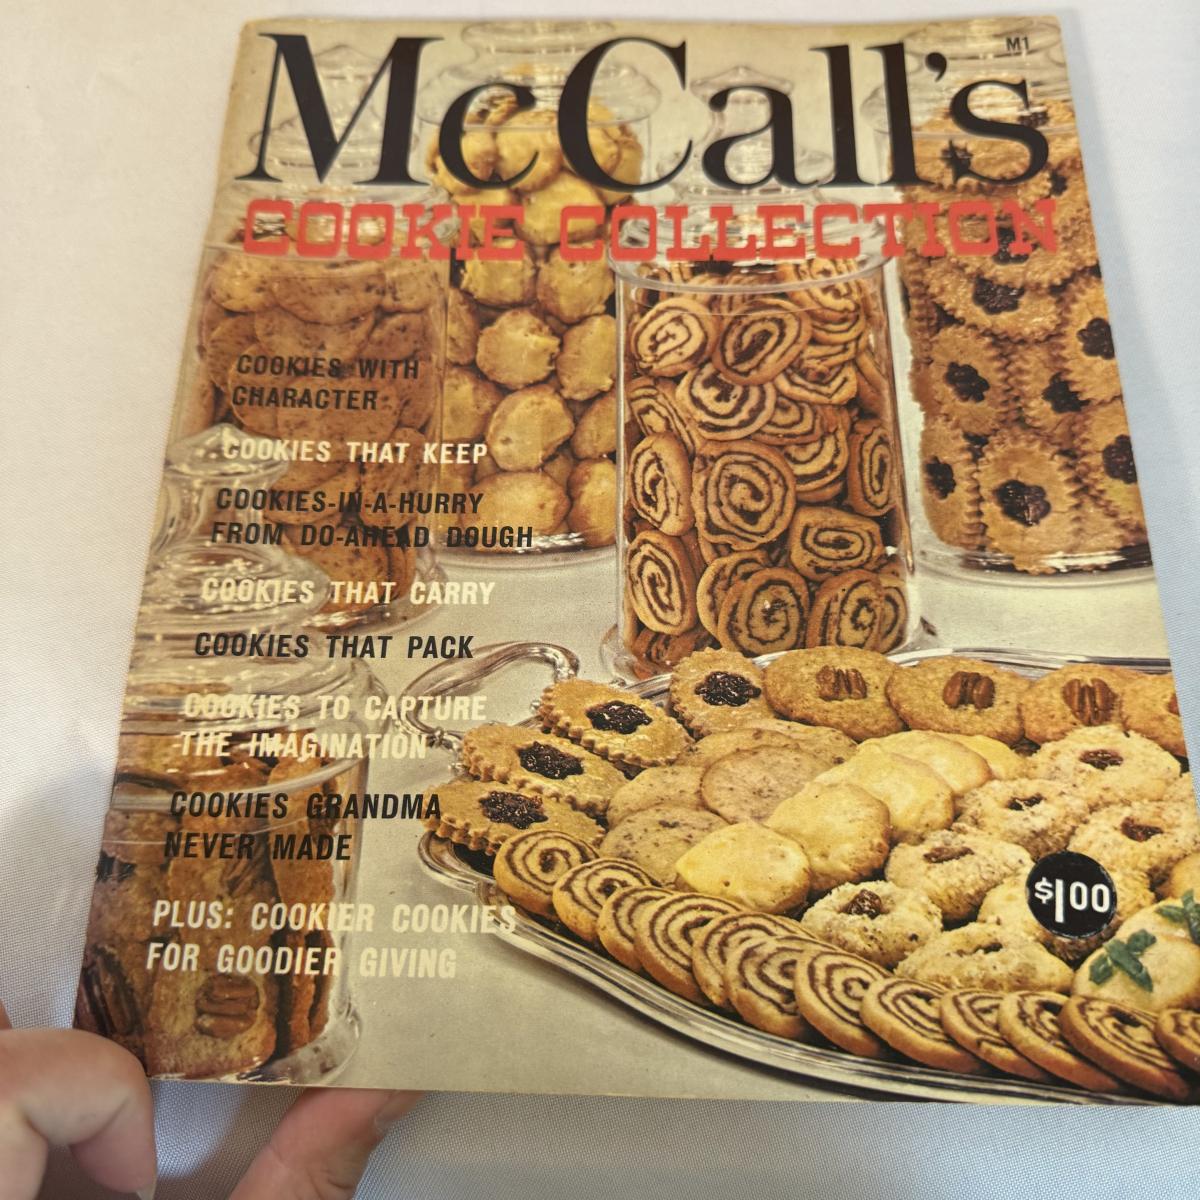 McCall's
M1
COOKIE COLLECTION
COOKIES WITH
CHARACTER
COOKIES THAT KEEP
COOKIES-IN-A-HURRY
FROM DO-AHEAD DOUGH
COOKIES THAT CARRY
COOKIES THAT PACK
COOKIES TO CAPTURE
THE IMAGINATION
COOKIES GRANDMA
NEVER MADE
PLUS: COOKIER COOKIES
FOR GOODIER GIVING
$1.00